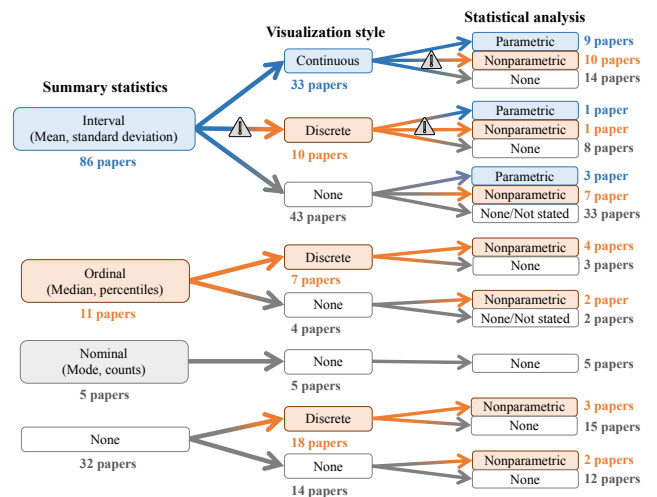 Summary statistics
Visualization style
Statistical analysis
Interval
(Mean, standard deviation)
86 papers
Continuous
33 papers
Parametric 9 papers
Nonparametric 10 papers
None 14 papers
Discrete
10 papers
Parametric 1 paper
Nonparametric 1 paper
None 8 papers
None
43 papers
Parametric 3 paper
Nonparametric 7 paper
None/Not stated 33 papers
Ordinal
(Median, percentiles)
11 papers
Discrete
7 papers
Nonparametric 4 papers
None 3 papers
None
4 papers
Nonparametric 2 paper
None/Not stated 2 papers
Nominal
(Mode, counts)
5 papers
None
5 papers
None 5 papers
None
32 papers
Discrete
18 papers
Nonparametric 3 papers
None 15 papers
None
14 papers
Nonparametric 2 papers
None 12 papers